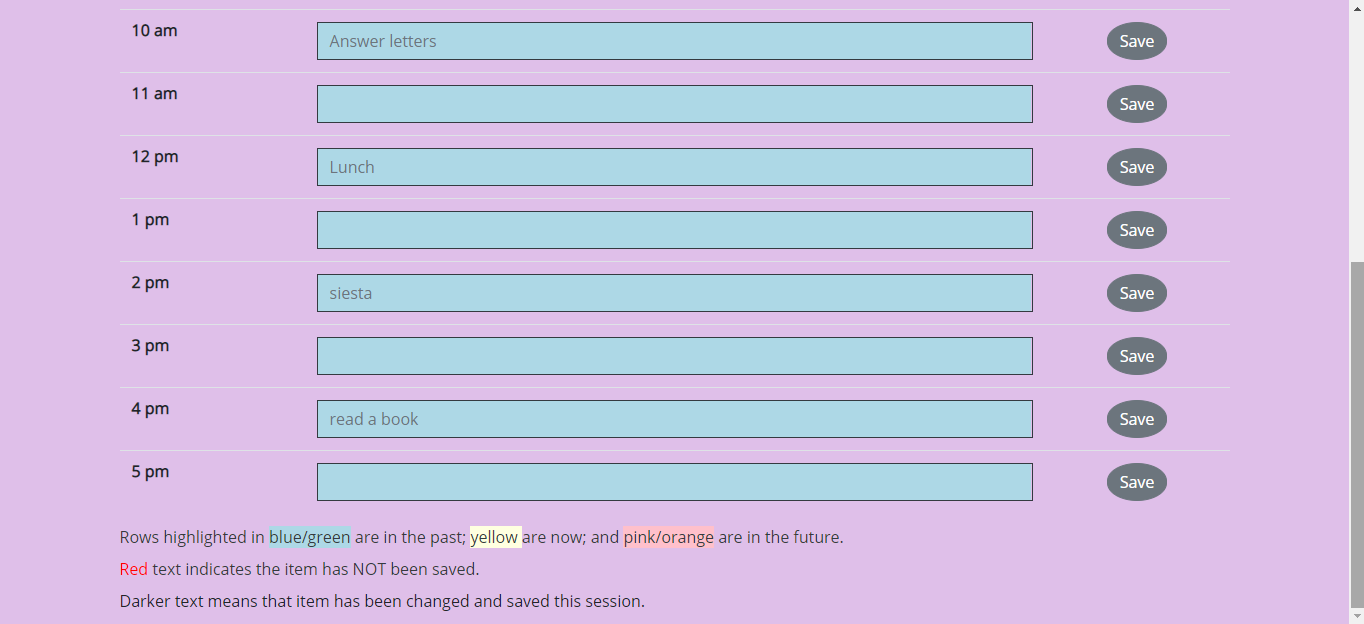 10 am Answer letters Save
11 am Save
12 pm Lunch Save
1 pm Save
2 pm siesta Save
3 pm Save
4 pm read a book Save
5 pm Save
Rows highlighted in blue/green are in the past; yellow are now; and pink/orange are in the future.
Red text indicates the item has NOT been saved.
Darker text means that item has been changed and saved this session.